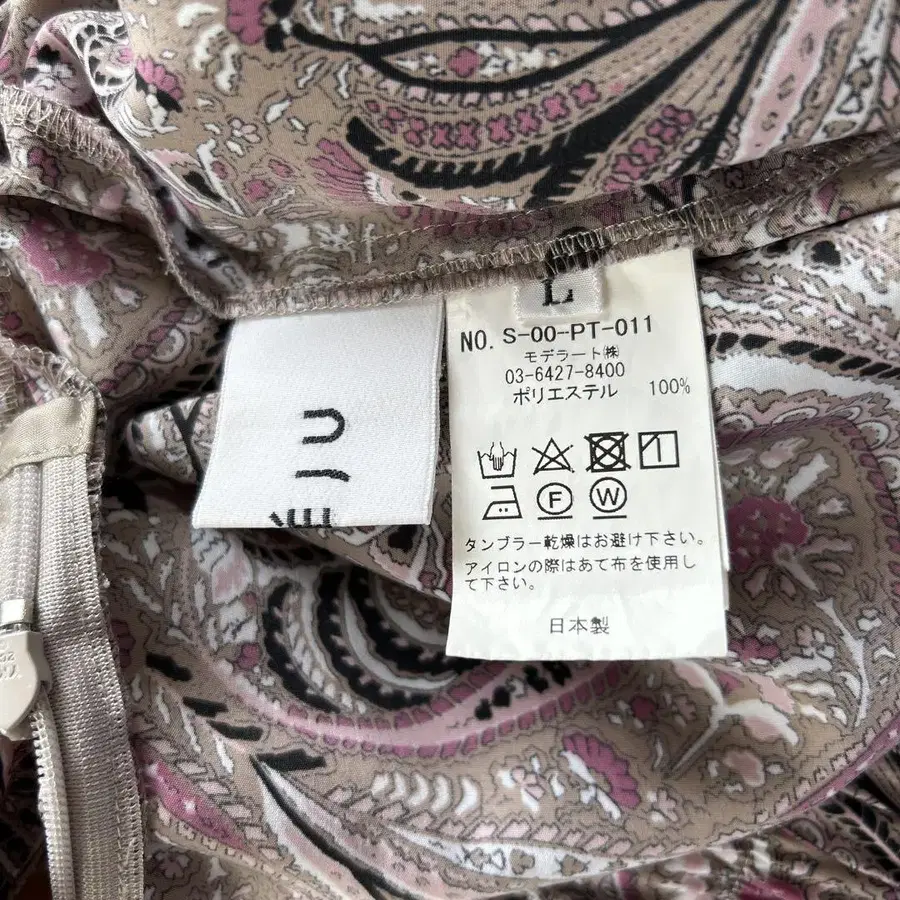 L
NO. S-00-PT-011
モデラート㈱
03-6427-8400
ポリエステル 100%
F W
タンブラー乾燥はお避け下さい。
アイロンの際はあて布を使用し
て下さい。
日本製